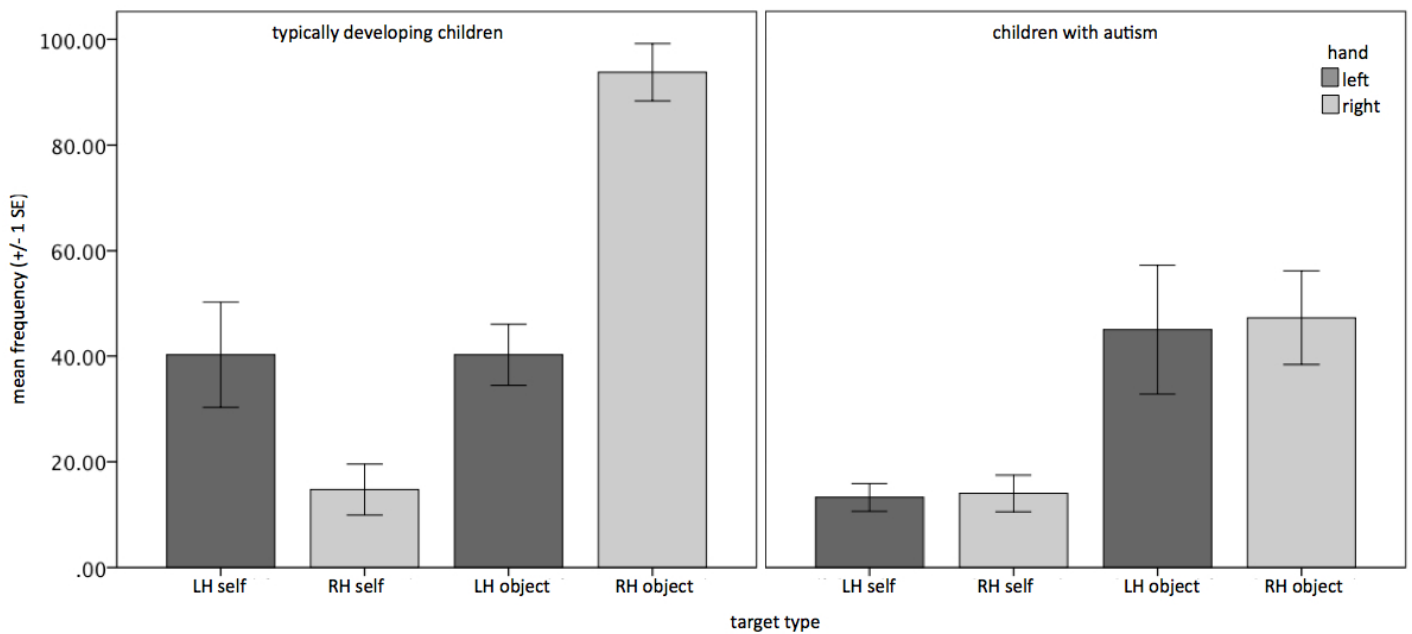 typically developing children
children with autism
hand
left
right
mean frequency (+/- 1 SE)
100.00
80.00
60.00
40.00
20.00
.00
LH self
RH self
LH object
RH object
LH self
RH self
LH object
RH object
target type